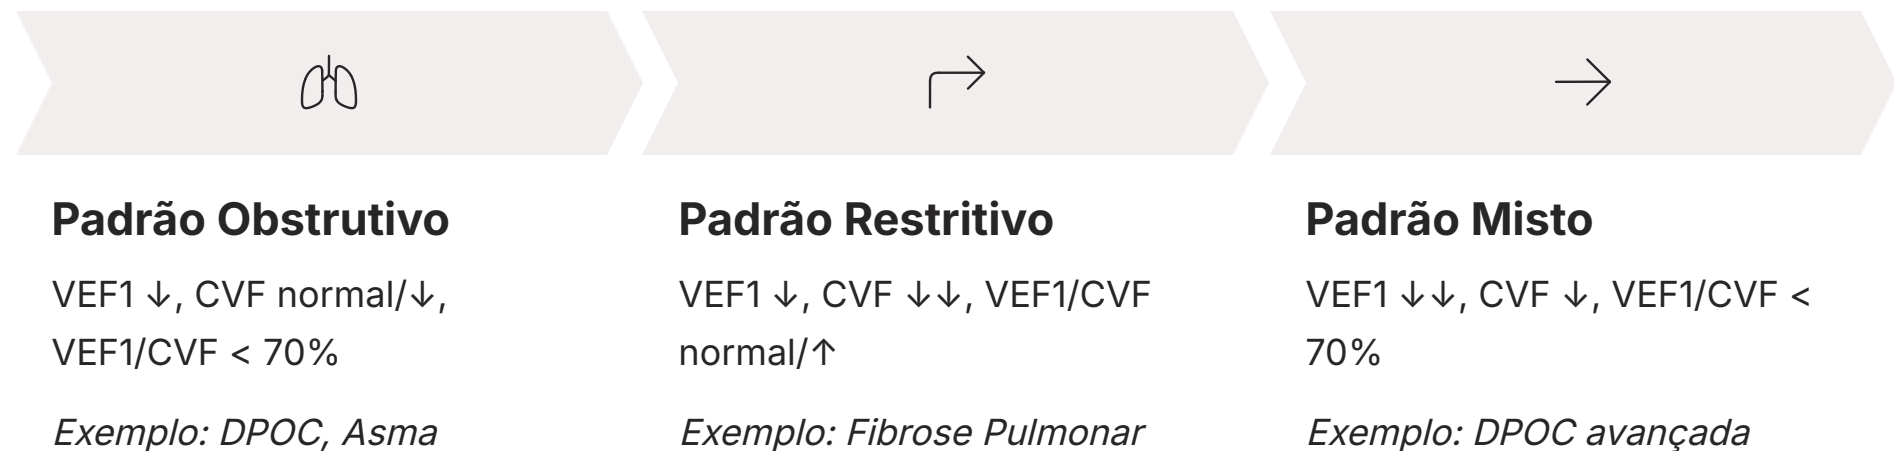 Padrão Obstrutivo
VEF1 ↓, CVF normal/↓,
VEF1/CVF < 70%
Exemplo: DPOC, Asma
Padrão Restritivo
VEF1 ↓, CVF ↓↓, VEF1/CVF
normal/↑
Exemplo: Fibrose Pulmonar
Padrão Misto
VEF1 ↓↓, CVF ↓, VEF1/CVF <
70%
Exemplo: DPOC avançada